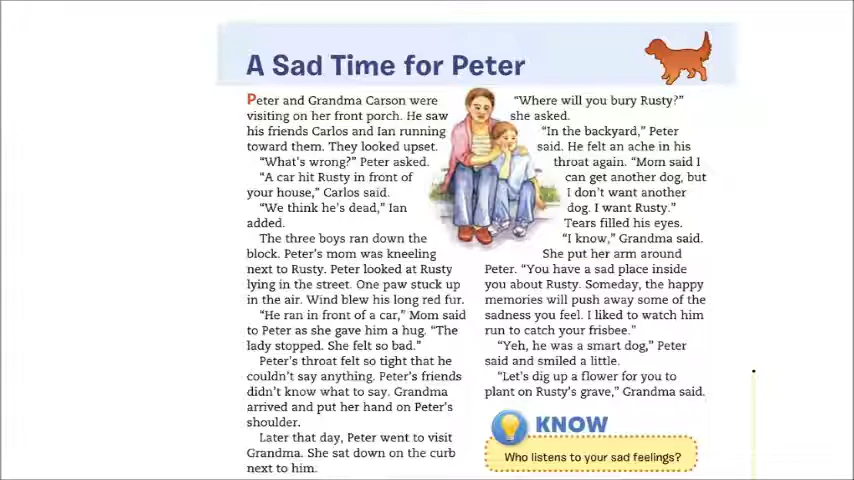 A Sad Time for Peter
Peter and Grandma Carson were
visiting on her front porch. He saw
his friends Carlos and Ian running
toward them. They looked upset.
“What’s wrong?” Peter asked.
“A car hit Rusty in front of
your house,” Carlos said.
“We think he’s dead,” Ian
added.
The three boys ran down the
block. Peter’s mom was kneeling
next to Rusty. Peter looked at Rusty
lying in the street. One paw stuck up
in the air. Wind blew his long red fur.
“He ran in front of a car,” Mom said
to Peter as she gave him a hug. “The
lady stopped. She felt so bad.”
Peter’s throat felt so tight that he
couldn’t say anything. Peter’s friends
didn’t know what to say. Grandma
arrived and put her hand on Peter’s
shoulder.
Later that day, Peter went to visit
Grandma. She sat down on the curb
next to him.
“Where will you bury Rusty?”
she asked.
“In the backyard,” Peter
said. He felt an ache in his
throat again. “Mom said I
can get another dog, but
I don’t want another
dog. I want Rusty.”
Tears filled his eyes.
“I know,” Grandma said.
She put her arm around
Peter. “You have a sad place inside
you about Rusty. Someday, the happy
memories will push away some of the
sadness you feel. I liked to watch him
run to catch your frisbee.”
“Yeh, he was a smart dog,” Peter
said and smiled a little.
“Let’s dig up a flower for you to
plant on Rusty’s grave,” Grandma said.
KNOW
Who listens to your sad feelings?